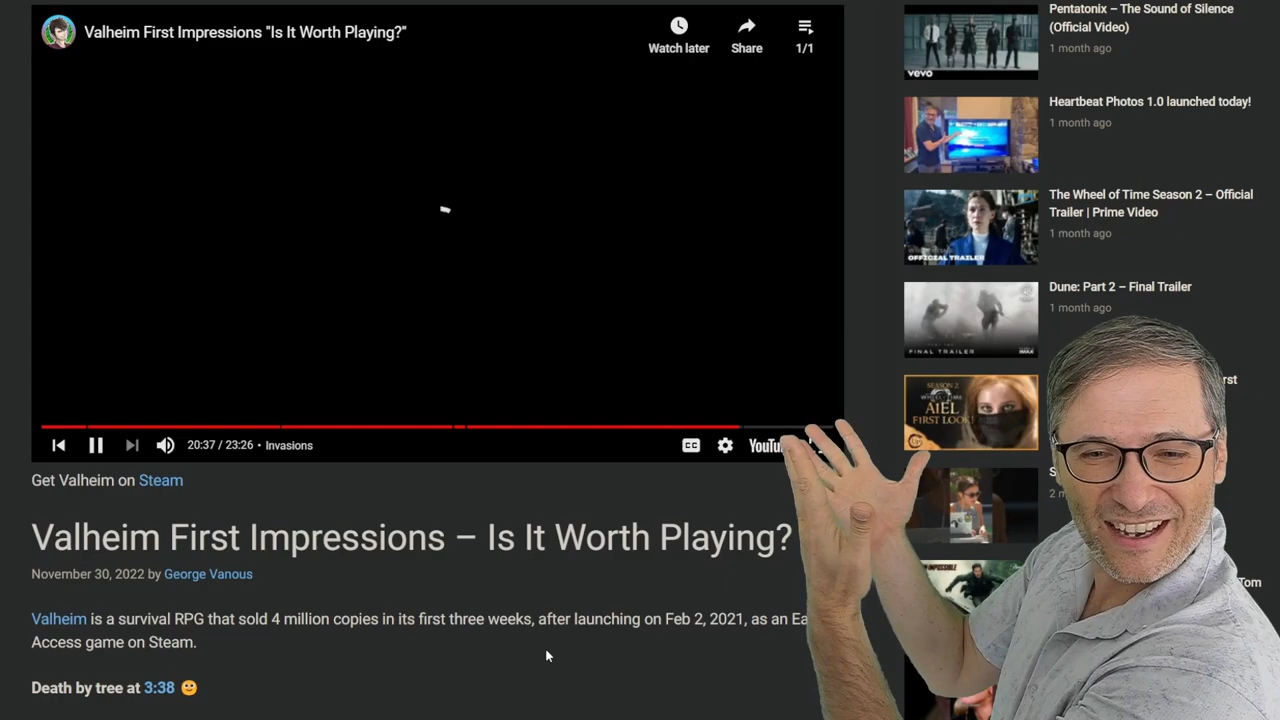 Valheim First Impressions "Is It Worth Playing?"
Watch later
Share
1/1
20:37 / 23:26 • Invasions
CC
Get Valheim on Steam
Valheim First Impressions – Is It Worth Playing?
November 30, 2022 by George Vanous
Valheim is a survival RPG that sold 4 million copies in its first three weeks, after launching on Feb 2, 2021, as an
Access game on Steam.
Death by tree at 3:38 🙂
Pentatonix – The Sound of Silence
(Official Video)
1 month ago
vevo
Heartbeat Photos 1.0 launched today!
1 month ago
The Wheel of Time Season 2 – Official
Trailer | Prime Video
1 month ago
OFFICIAL TRAILER
Dune: Part 2 – Final Trailer
1 month ago
FINAL TRAILER
SEASON 2
WHEEL OF TIME
AIEL
FIRST LOOK!
Tom